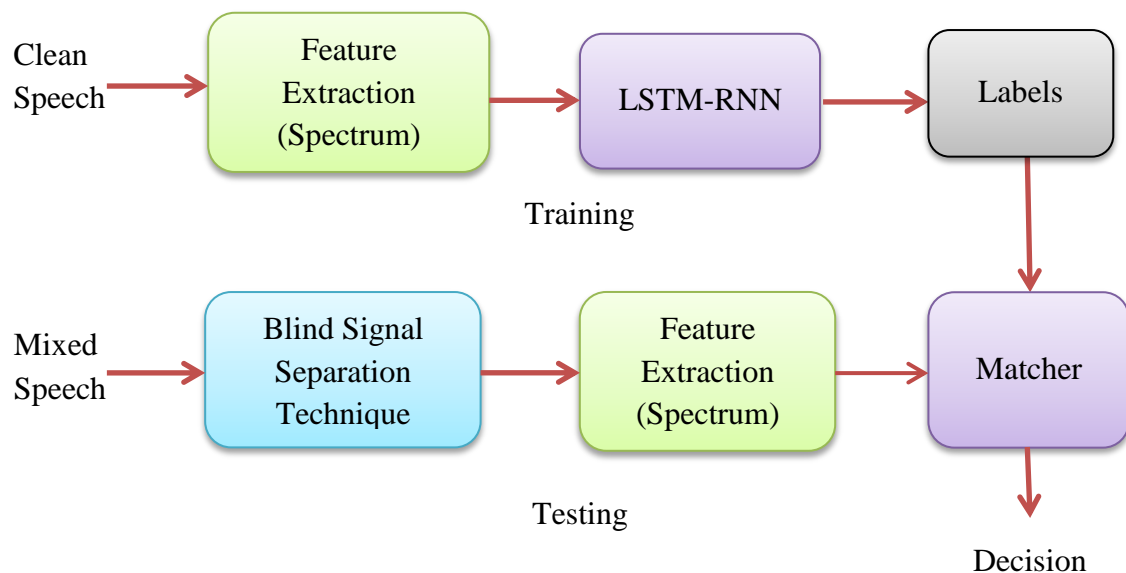 Clean
Speech
Feature
Extraction
(Spectrum)
LSTM-RNN
Labels
Training
Mixed
Speech
Blind Signal
Separation
Technique
Feature
Extraction
(Spectrum)
Matcher
Testing
Decision